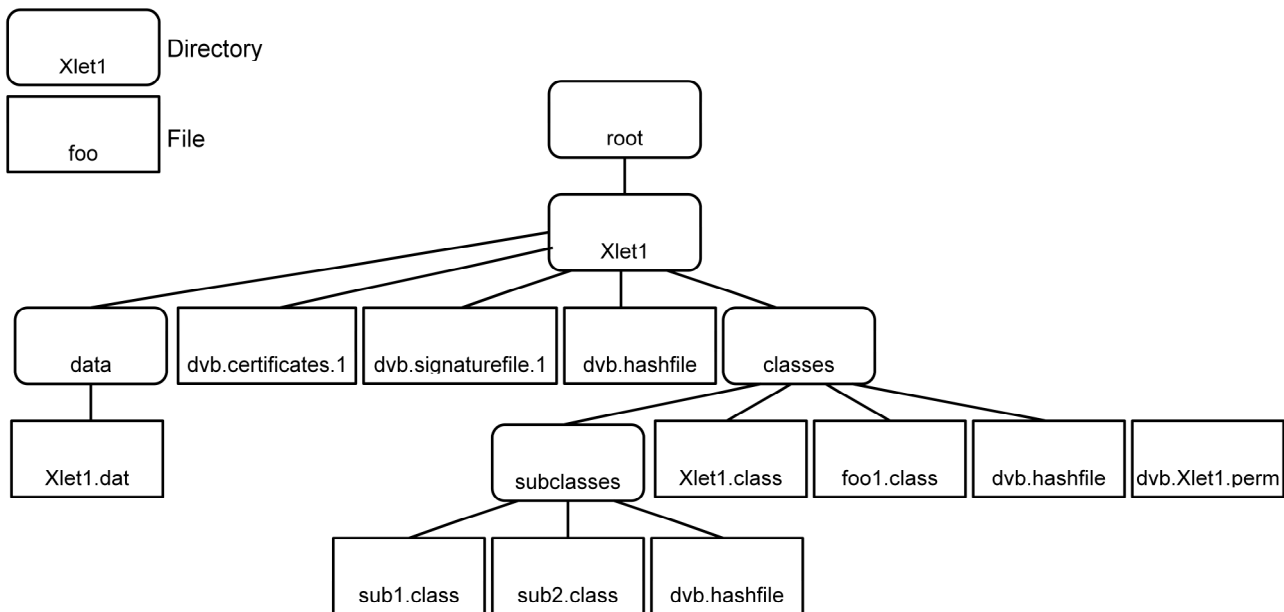 Directory
Xlet1
File
foo
root
Xlet1
data
dvb.certificates.1
dvb.signaturefile.1
dvb.hashfile
classes
Xlet1.dat
subclasses
Xlet1.class
foo1.class
dvb.hashfile
dvb.Xlet1.perm
sub1.class
sub2.class
dvb.hashfile